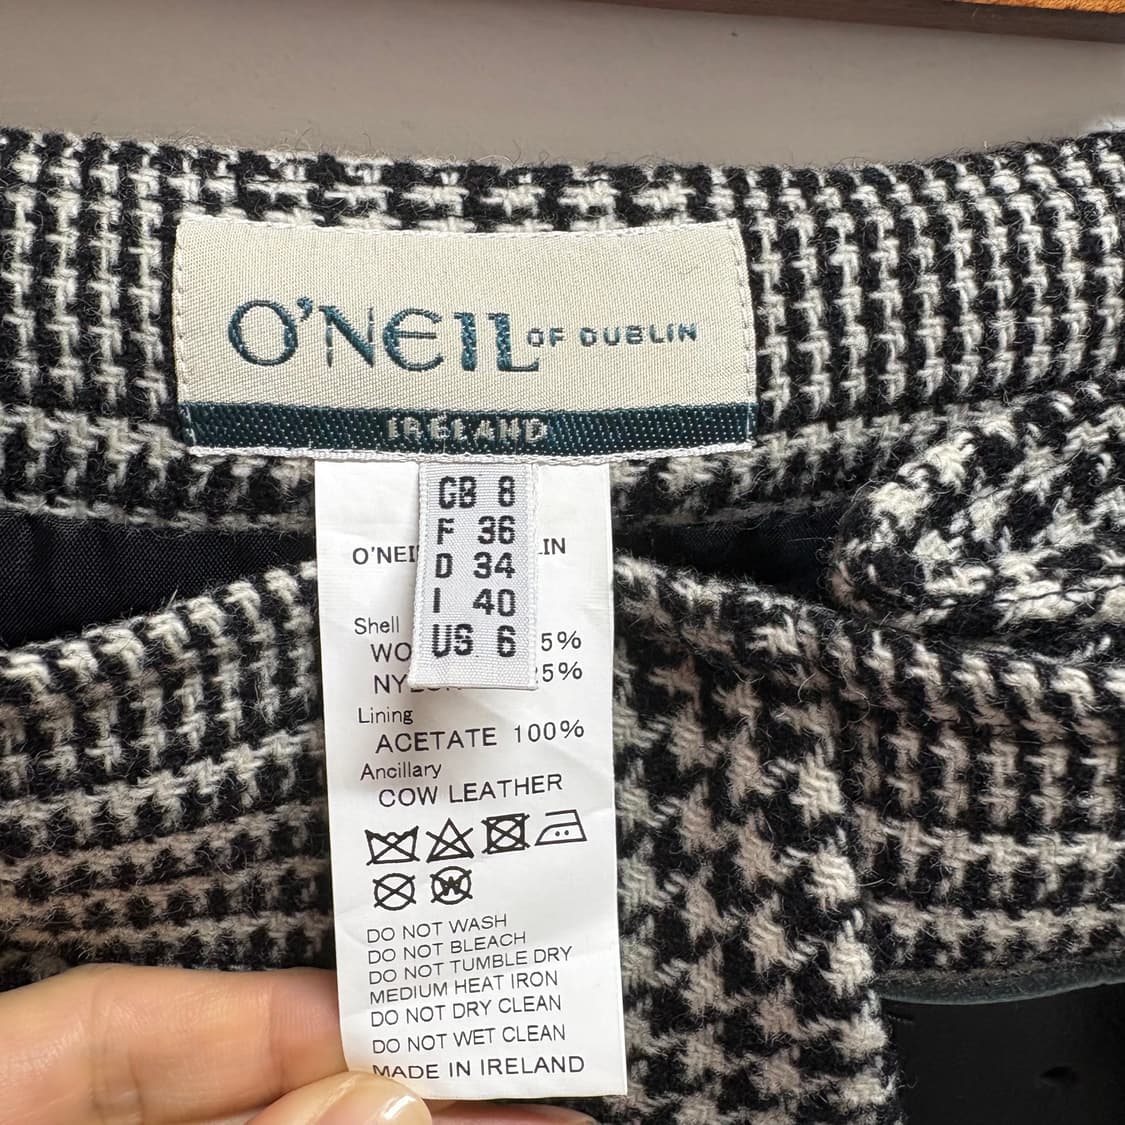 O'NEIL OF DUBLIN
IRELAND
GB 8
F 36
D 34
I 40
US 6
Shell
5%
5%
Lining
ACETATE 100%
Ancillary
COW LEATHER
W
DO NOT WASH
DO NOT BLEACH
DO NOT TUMBLE DRY
MEDIUM HEAT IRON
DO NOT DRY CLEAN
DO NOT WET CLEAN
MADE IN IRELAND